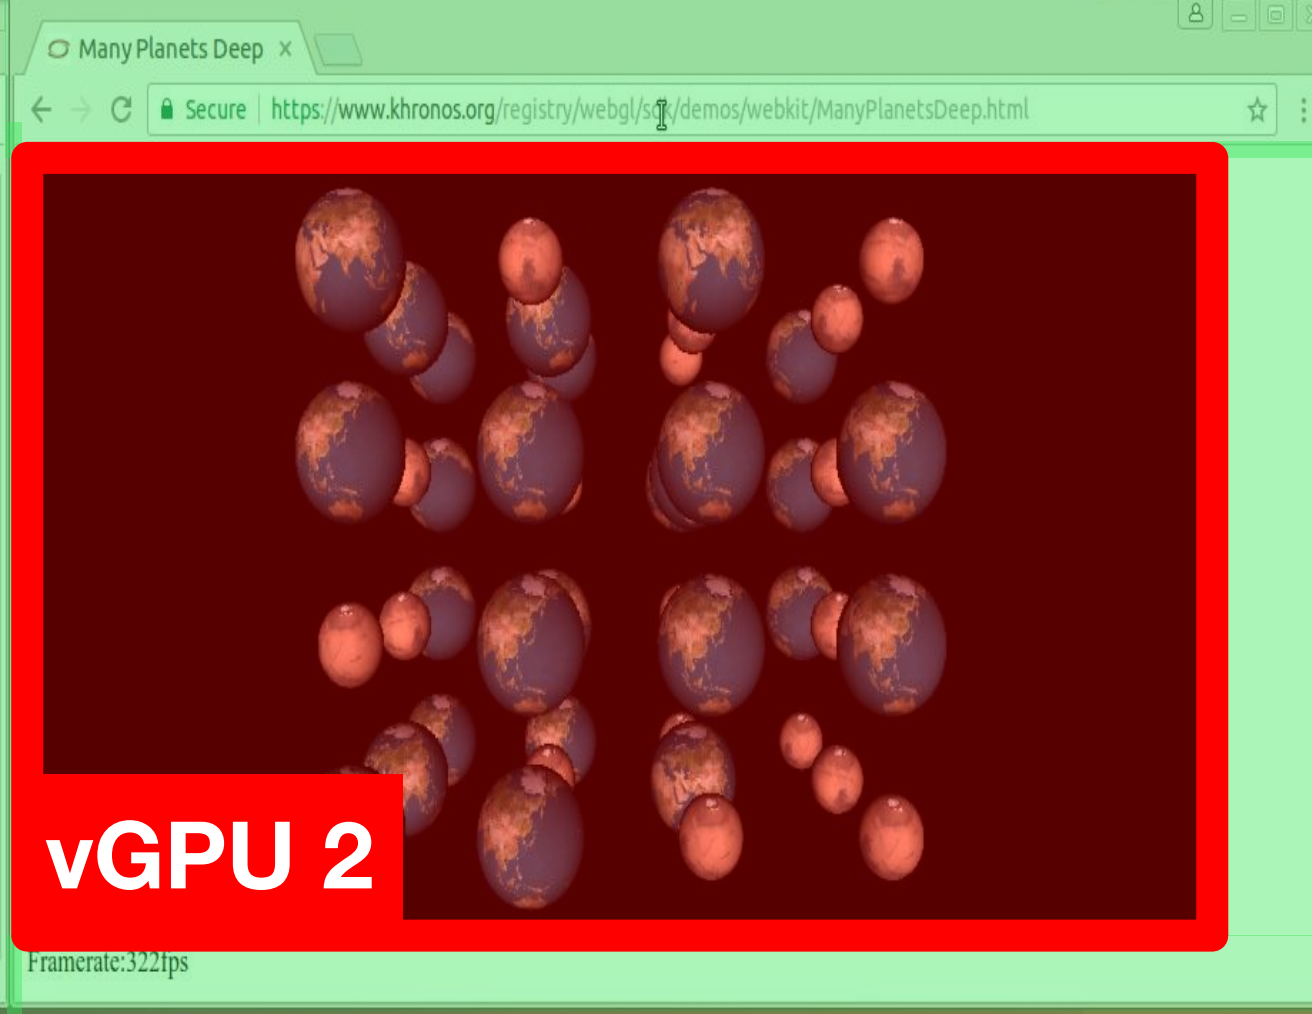 Many Planets Deep
Secure https://www.khronos.org/registry/webgl/sdk/demos/webkit/ManyPlanetsDeep.html
vGPU 2
Framerate:322fps